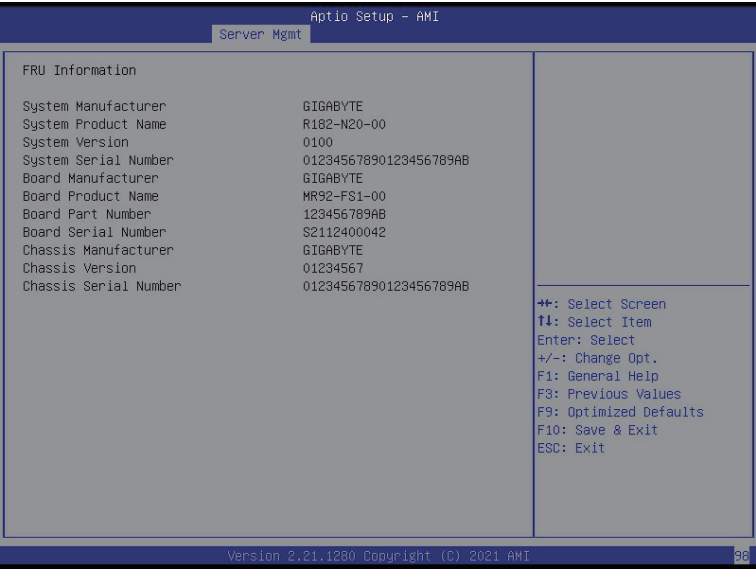 Aptio Setup – AMI
Server Mgmt
FRU Information
System Manufacturer GIGABYTE
System Product Name R182-N20-00
System Version 0100
System Serial Number 01234567890123456789AB
Board Manufacturer GIGABYTE
Board Product Name MR92-FS1-00
Board Part Number 123456789AB
Board Serial Number S2112400042
Chassis Manufacturer GIGABYTE
Chassis Version 01234567
Chassis Serial Number 01234567890123456789AB
→←: Select Screen
↑↓: Select Item
Enter: Select
+/-: Change Opt.
F1: General Help
F3: Previous Values
F9: Optimized Defaults
F10: Save & Exit
ESC: Exit
Version 2.21.1280 Copyright (C) 2021 AMI
98